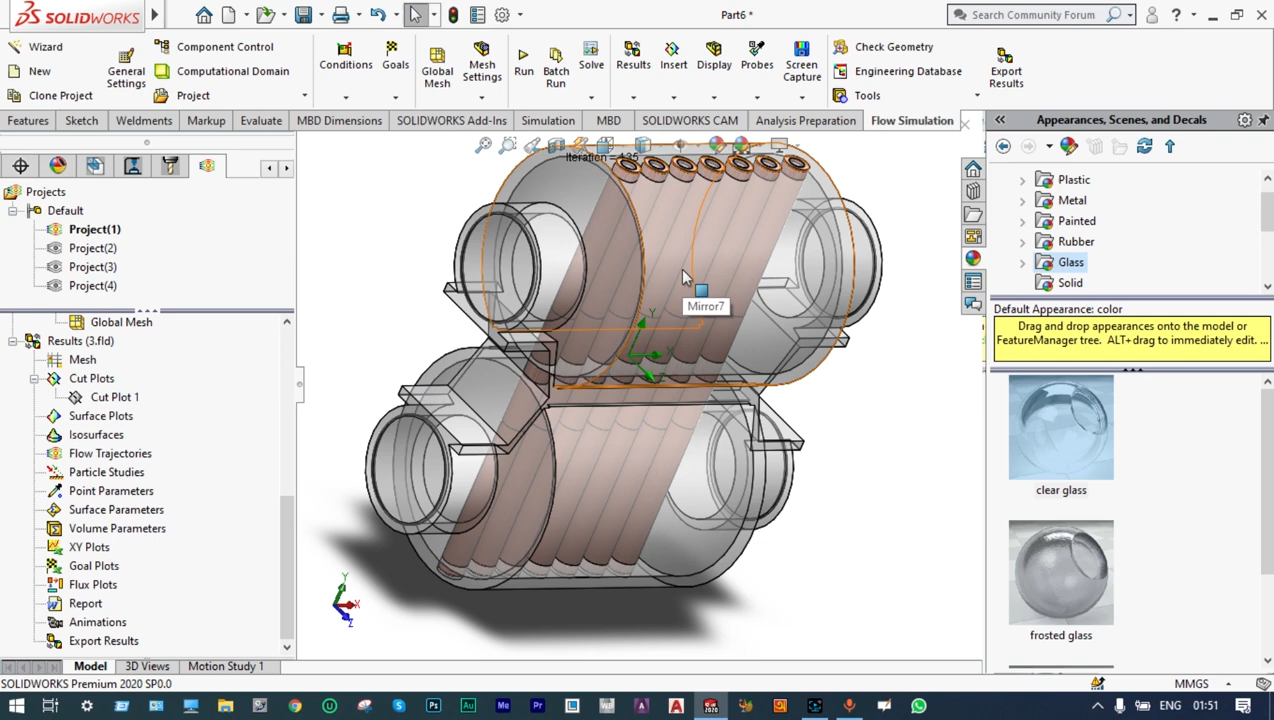 SOLIDWORKS
Part6 *
Search Community Forum
?
Wizard
New
Clone Project
General Settings
Component Control
Computational Domain
Project
Conditions
Goals
Global Mesh
Mesh Settings
Run
Batch Run
Solve
Results
Insert
Display
Probes
Screen Capture
Check Geometry
Engineering Database
Tools
Export Results
Features
Sketch
Weldments
Markup
Evaluate
MBD Dimensions
SOLIDWORKS Add-Ins
Simulation
MBD
SOLIDWORKS CAM
Analysis Preparation
Flow Simulation
Projects
Default
Project(1)
Project(2)
Project(3)
Project(4)
Global Mesh
Results (3.fld)
Mesh
Cut Plots
Cut Plot 1
Surface Plots
Isosurfaces
Flow Trajectories
Particle Studies
Point Parameters
Surface Parameters
Volume Parameters
XY Plots
Goal Plots
Flux Plots
Report
Animations
Export Results
Iteration = 135
Mirror7
Y
X
Z
Y
X
Z
Appearances, Scenes, and Decals
Plastic
Metal
Painted
Rubber
Glass
Solid
Default Appearance: color
Drag and drop appearances onto the model or
FeatureManager tree. ALT+drag to immediately edit. ...
clear glass
frosted glass
Model
3D Views
Motion Study 1
SOLIDWORKS Premium 2020 SP0.0
MMGS
Ps
Au
Me
Pr
2020
ENG
01:51